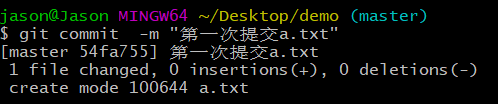 jason@Jason MINGW64 ~/Desktop/demo (master)
$ git commit  -m "第一次提交a.txt"
[master 54fa755] 第一次提交a.txt
 1 file changed, 0 insertions(+), 0 deletions(-)
 create mode 100644 a.txt